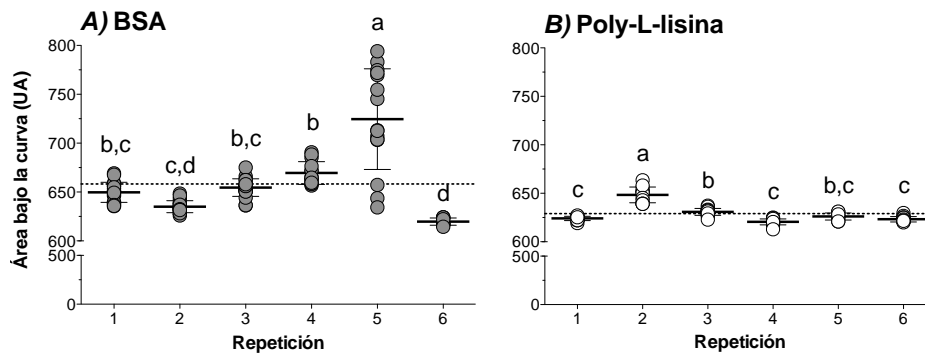 A) BSA
Área bajo la curva (UA)
800
750
700
650
600
500
0
b,c
c,d
b,c
b
a
d
1 2 3 4 5 6
Repetición
B) Poly-L-lisina
800
750
700
650
600
500
0
c
a
b
c
b,c
c
1 2 3 4 5 6
Repetición